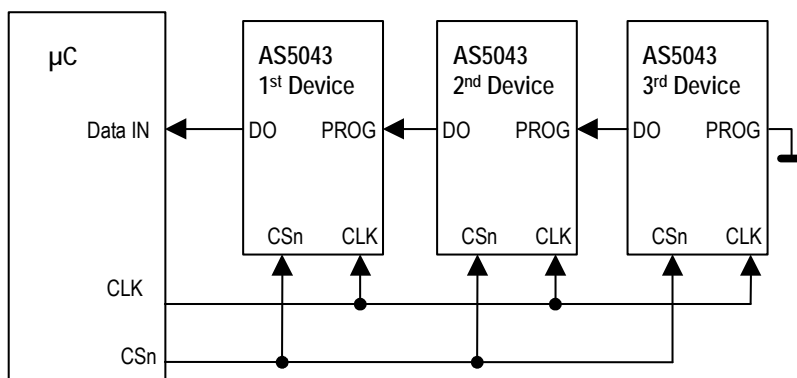 µC
AS5043
1st Device
AS5043
2nd Device
AS5043
3rd Device
Data IN
DO PROG
DO PROG
DO PROG
CSn CLK
CSn CLK
CSn CLK
CLK
CSn